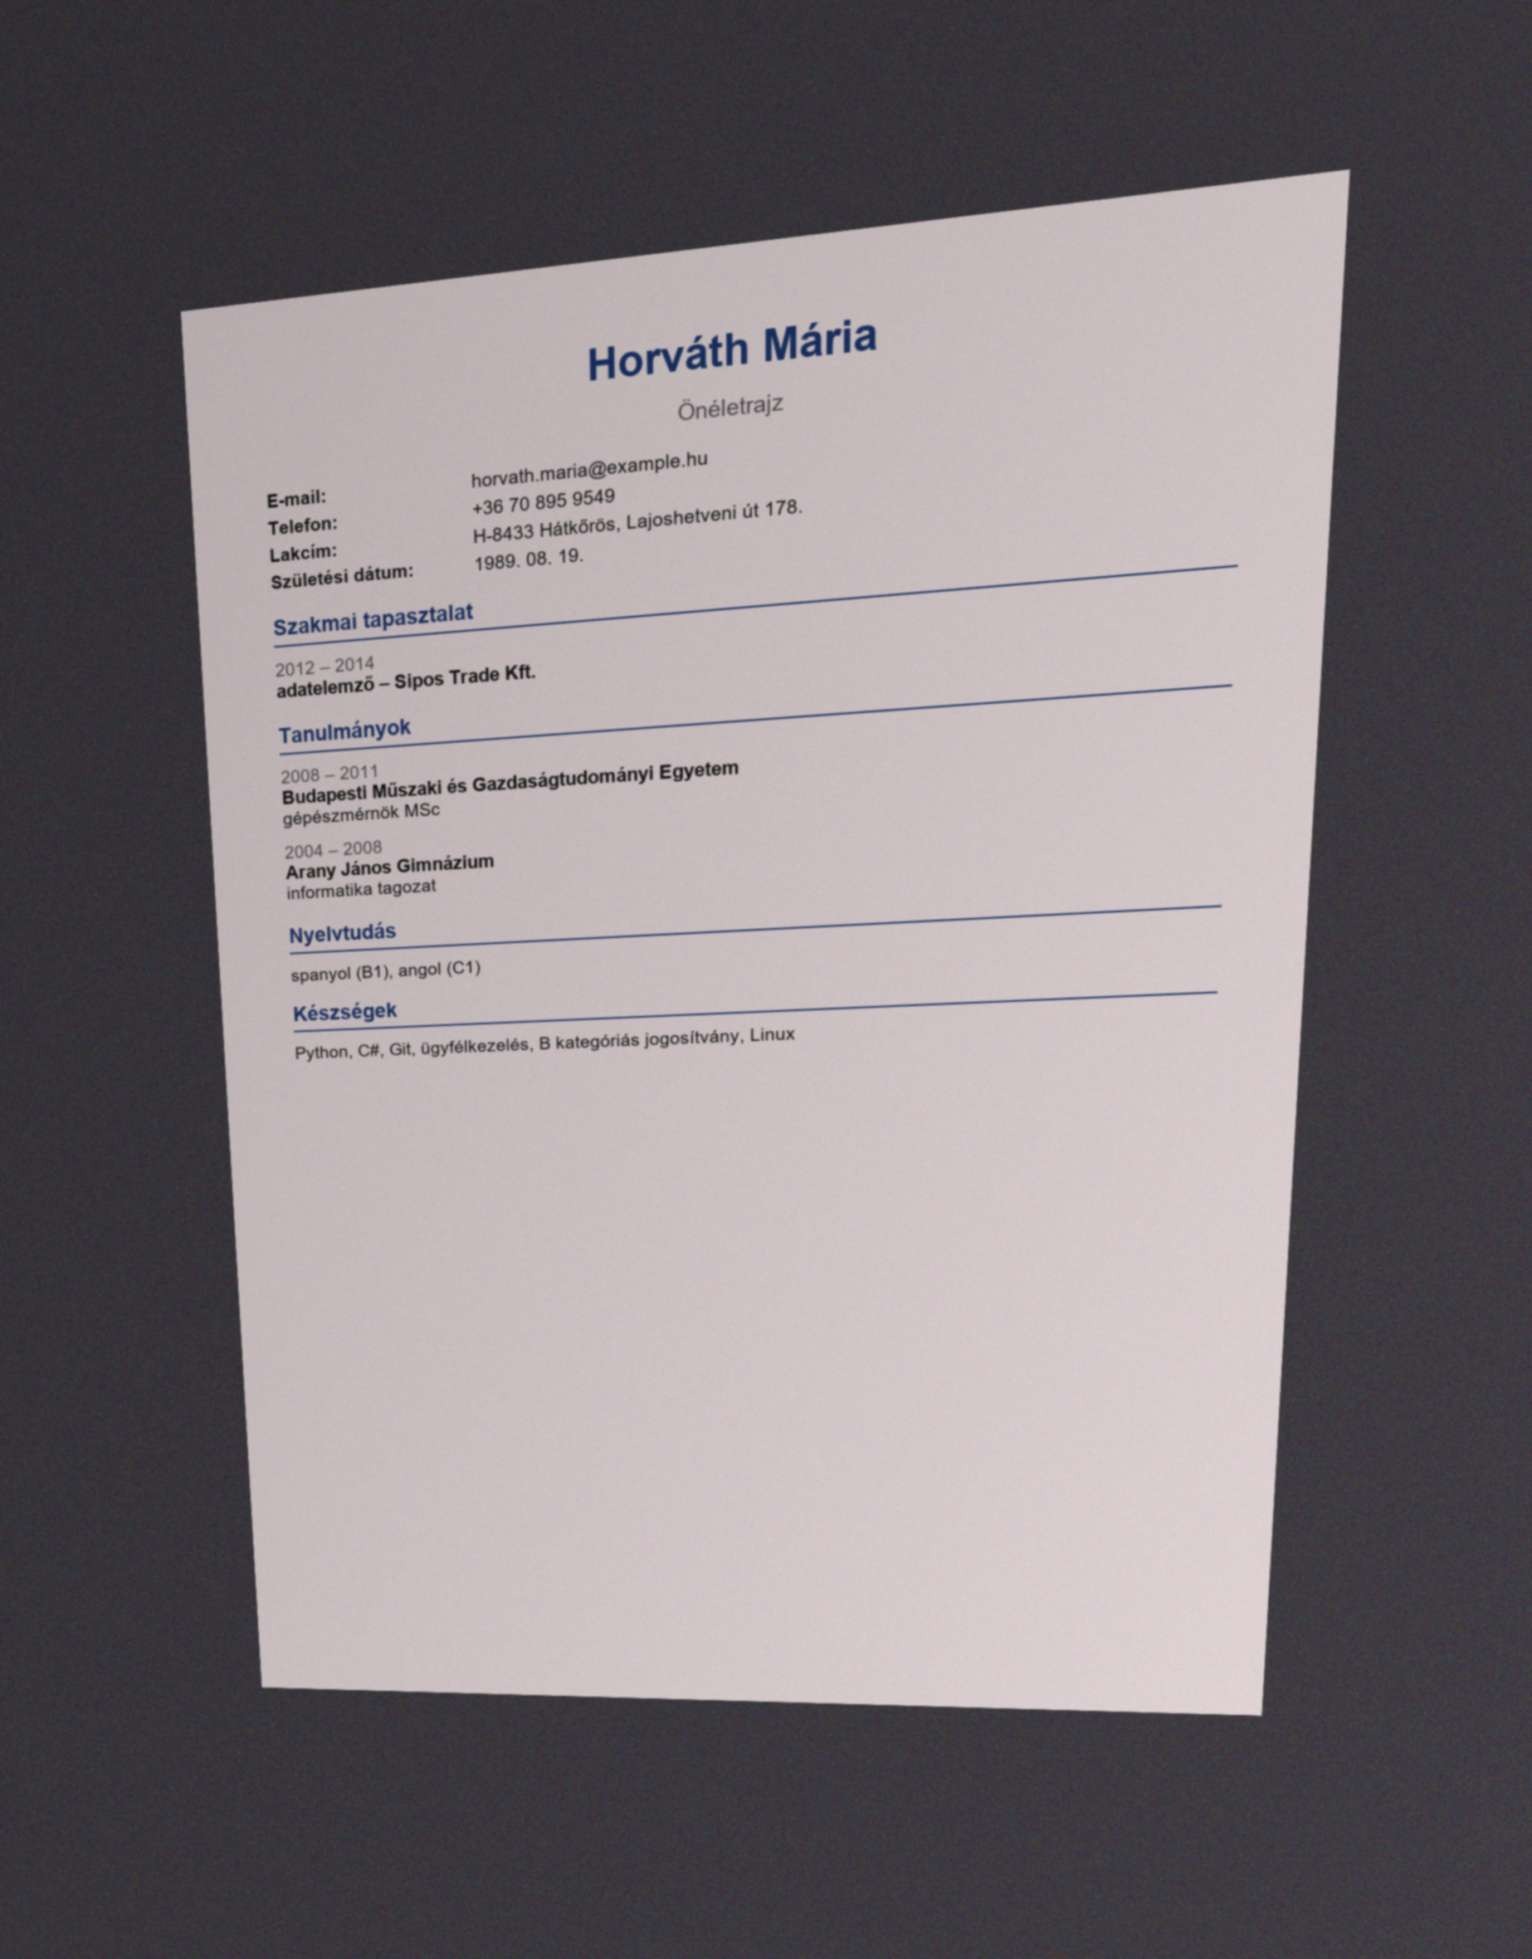 Horváth Mária
Önéletrajz
E-mail: horvath.maria@example.hu
Telefon: +36 70 895 9549
Lakcím: H-8433 Hátkőrös, Lajoshetveni út 178.
Születési dátum: 1989. 08. 19.
Szakmai tapasztalat
2012 – 2014
adatelemző – Sipos Trade Kft.
Tanulmányok
2008 – 2011
Budapesti Műszaki és Gazdaságtudományi Egyetem
gépészmérnök MSc
2004 – 2008
Arany János Gimnázium
informatika tagozat
Nyelvtudás
spanyol (B1), angol (C1)
Készségek
Python, C#, Git, ügyfélkezelés, B kategóriás jogosítvány, Linux